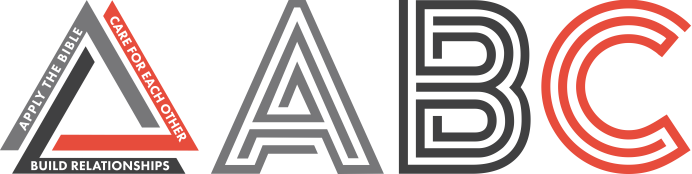 APPLY THE BIBLE
CARE FOR EACH OTHER
BUILD RELATIONSHIPS
ABC